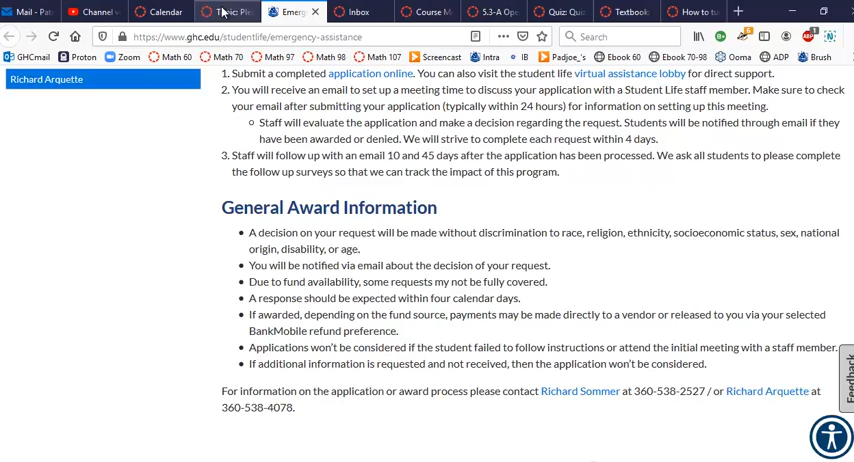 Mail - Pat
Channel v
Calendar
Topic: Ple
Emerg
Inbox
Course M
5.3-A Ope
Quiz: Quiz
Textbook
How to tu
https://www.ghc.edu/studentlife/emergency-assistance
Search
GHCmail
Proton
Zoom
Math 60
Math 70
Math 97
Math 98
Math 107
Screencast
Intra
IB
Padjoe_'s
Ebook 60
Ebook 70-98
Ooma
ADP
Brush
Richard Arquette
1. Submit a completed application online. You can also visit the student life virtual assistance lobby for direct support.
2. You will receive an email to set up a meeting time to discuss your application with a Student Life staff member. Make sure to check
your email after submitting your application (typically within 24 hours) for information on setting up this meeting.
Staff will evaluate the application and make a decision regarding the request. Students will be notified through email if they
have been awarded or denied. We will strive to complete each request within 4 days.
3. Staff will follow up with an email 10 and 45 days after the application has been processed. We ask all students to please complete
the follow up surveys so that we can track the impact of this program.
General Award Information
A decision on your request will be made without discrimination to race, religion, ethnicity, socioeconomic status, sex, national
origin, disability, or age.
You will be notified via email about the decision of your request.
Due to fund availability, some requests my not be fully covered.
A response should be expected within four calendar days.
If awarded, depending on the fund source, payments may be made directly to a vendor or released to you via your selected
BankMobile refund preference.
Applications won't be considered if the student failed to follow instructions or attend the initial meeting with a staff member.
If additional information is requested and not received, then the application won't be considered.
For information on the application or award process please contact Richard Sommer at 360-538-2527 / or Richard Arquette at
360-538-4078.
Feedback